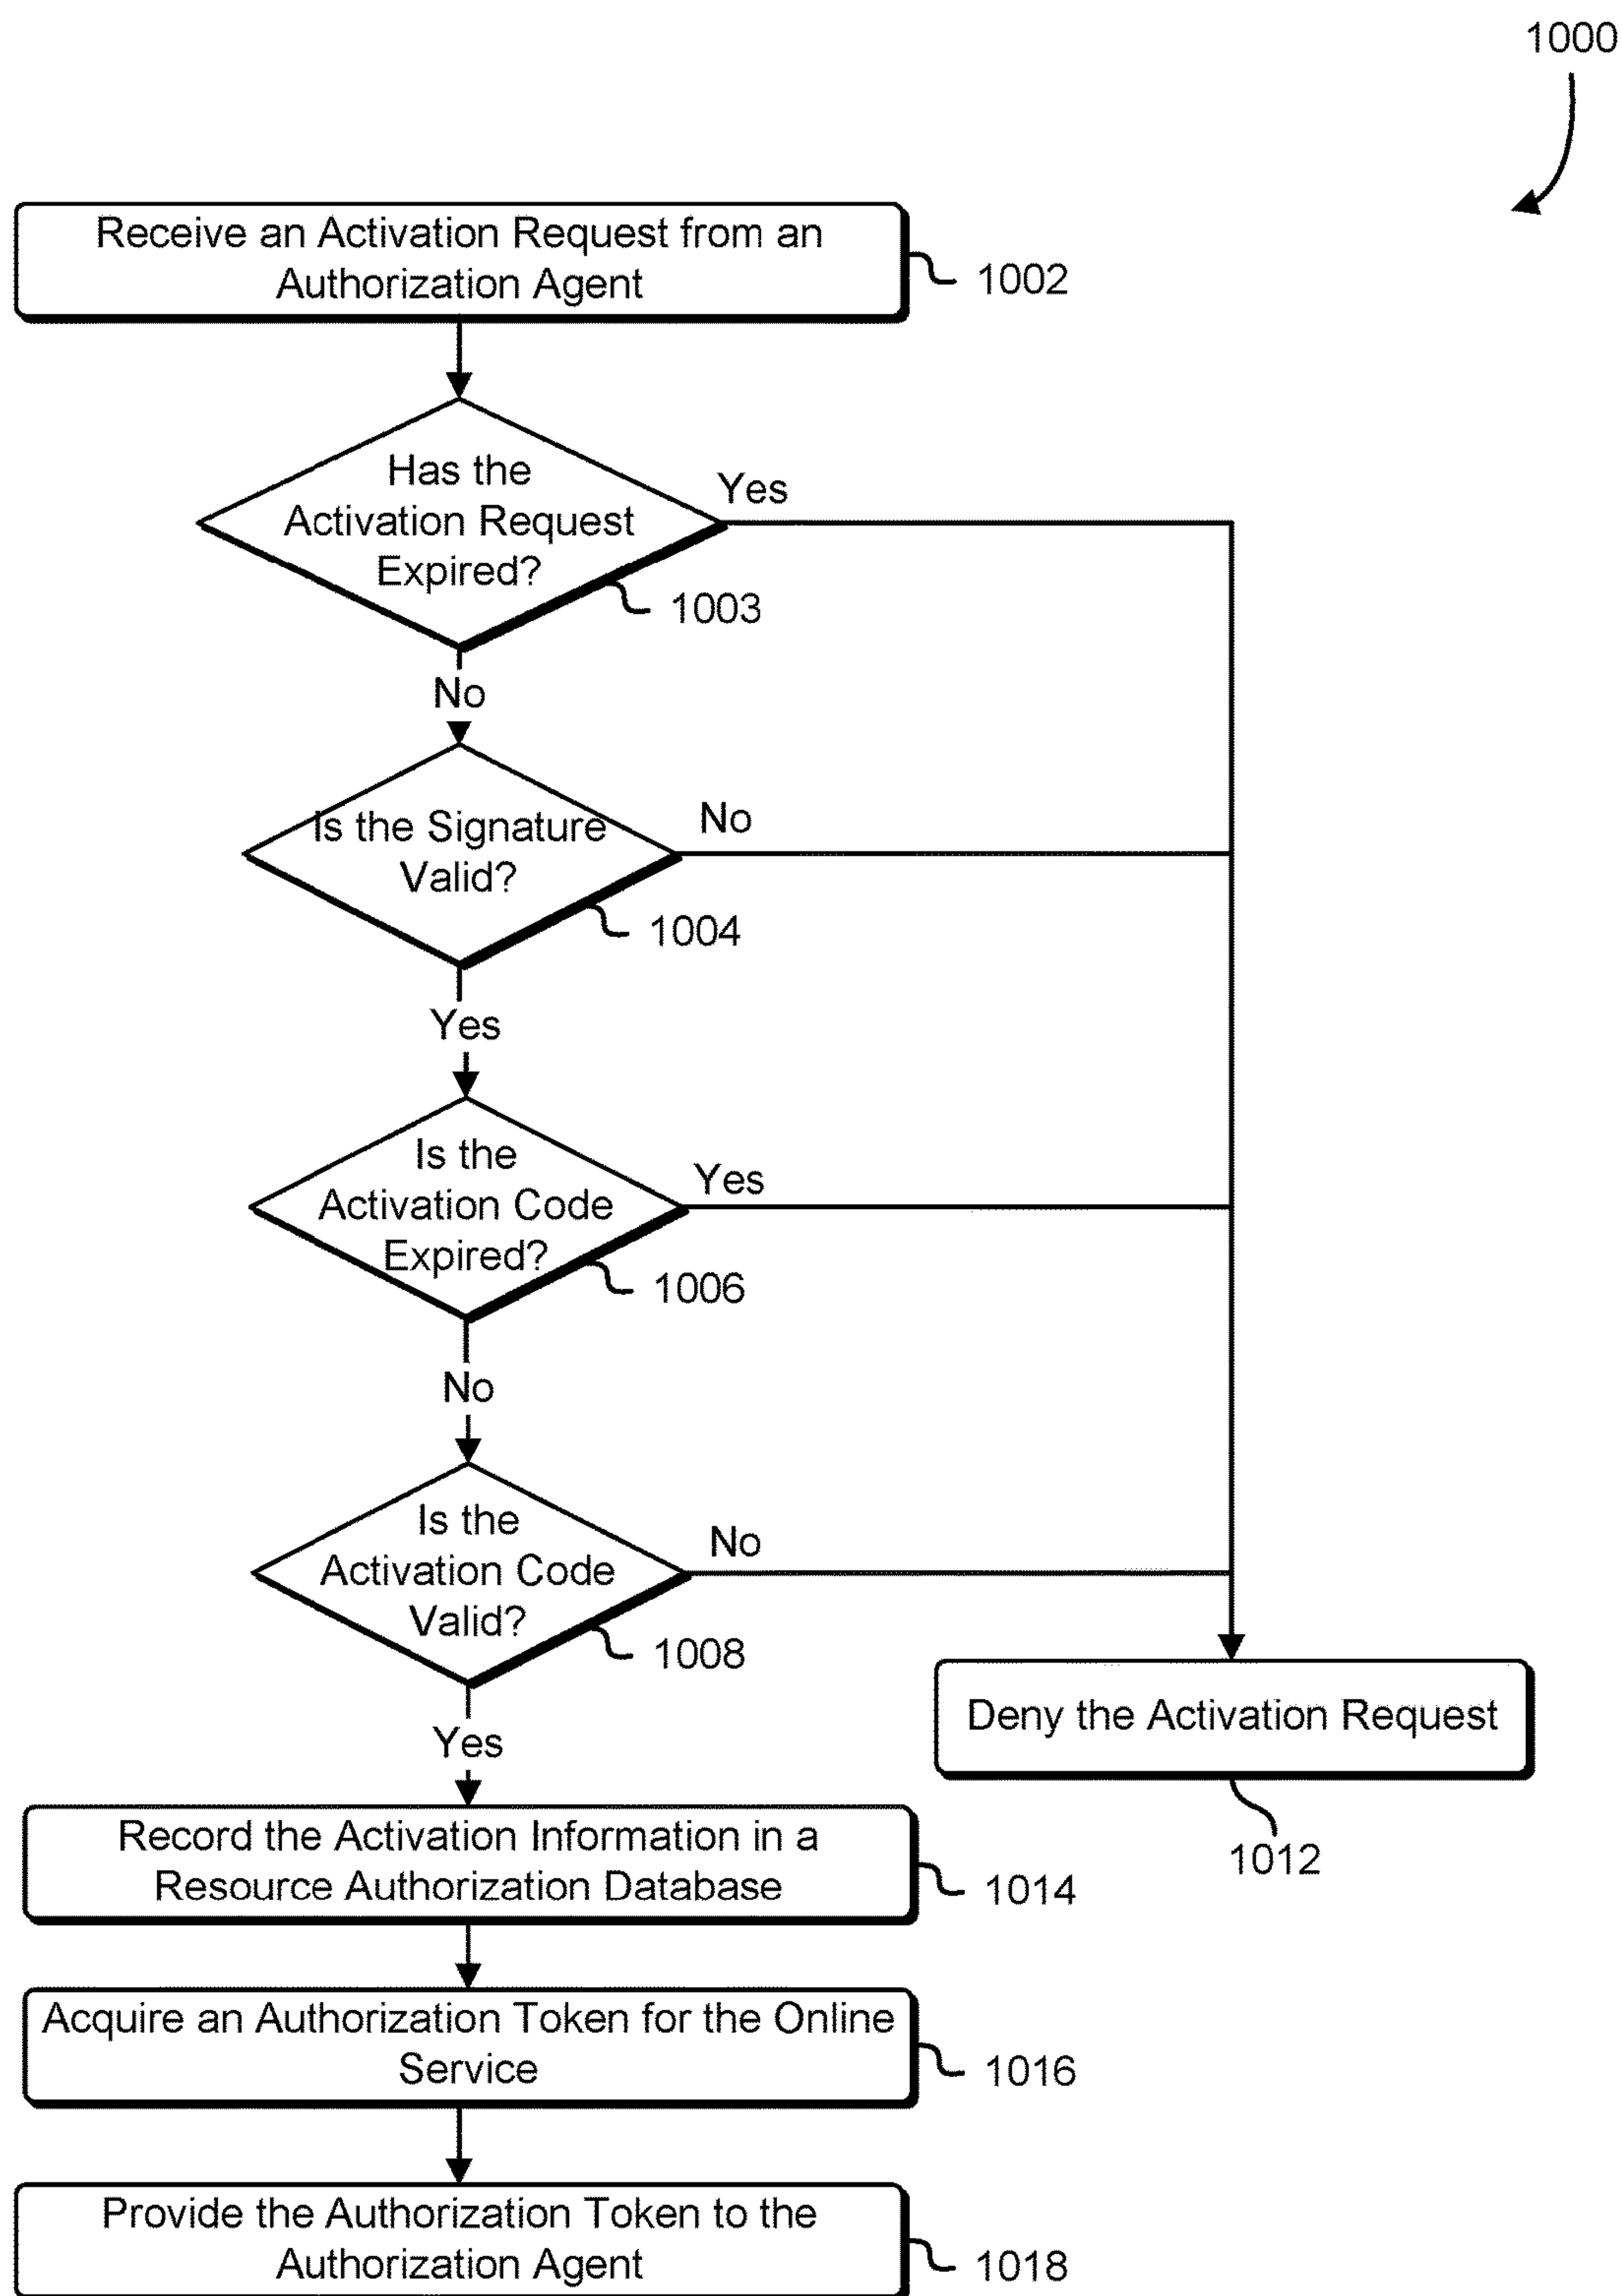 1000
Receive an Activation Request from an
Authorization Agent
1002
Has the
Activation Request
Expired?
Yes
1003
No
Is the Signature
Valid?
No
1004
Yes
Is the
Activation Code
Expired?
Yes
1006
No
Is the
Activation Code
Valid?
No
1008
Yes
Deny the Activation Request
1012
Record the Activation Information in a
Resource Authorization Database
1014
Acquire an Authorization Token for the Online
Service
1016
Provide the Authorization Token to the
Authorization Agent
1018